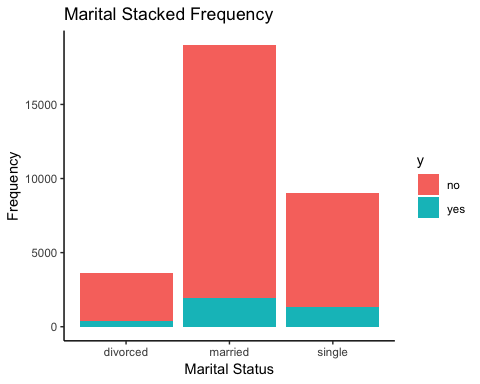 Marital Stacked Frequency
Frequency
15000
10000
5000
0
divorced married single
Marital Status
y
no
yes